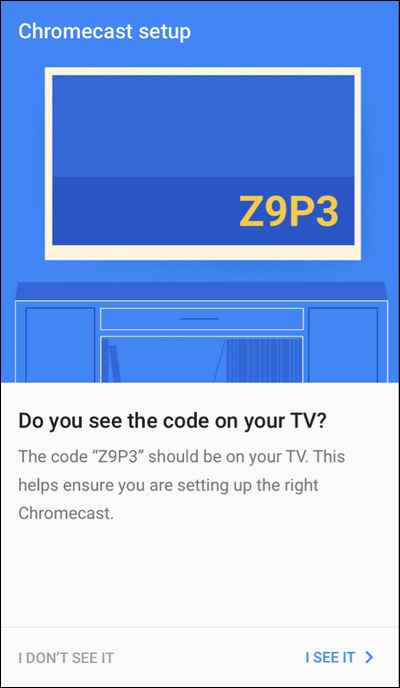 Chromecast setup
Z9P3
Do you see the code on your TV?
The code “Z9P3” should be on your TV. This
helps ensure you are setting up the right
Chromecast.
I DON’T SEE IT
I SEE IT